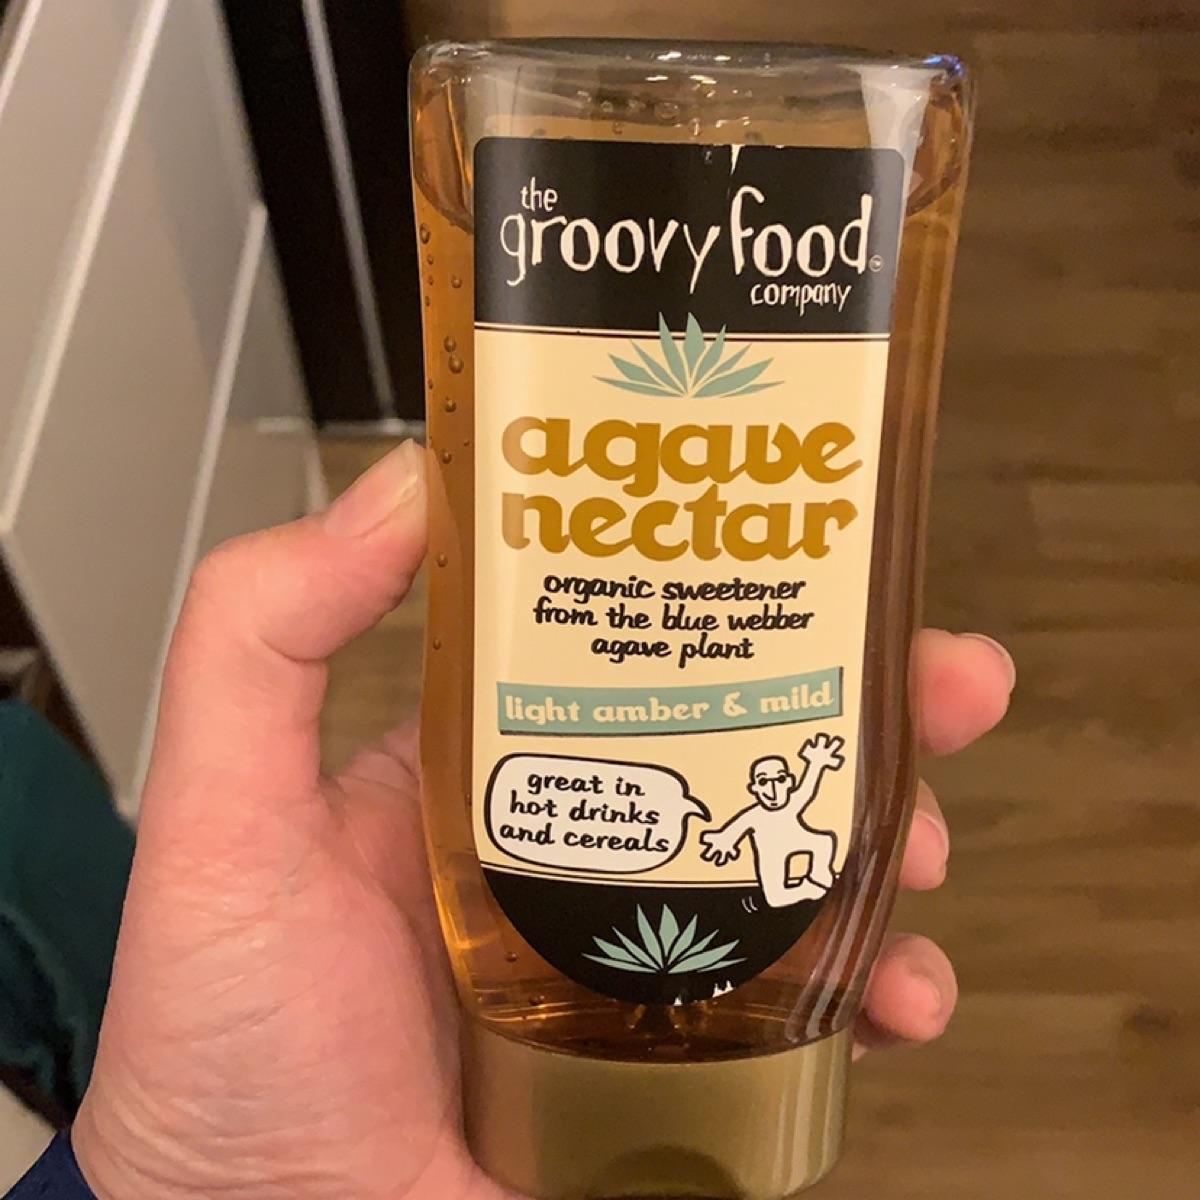 the
groovy food
company
agave
nectar
organic sweetener
from the blue webber
agave plant
light amber & mild
great in
hot drinks
and cereals